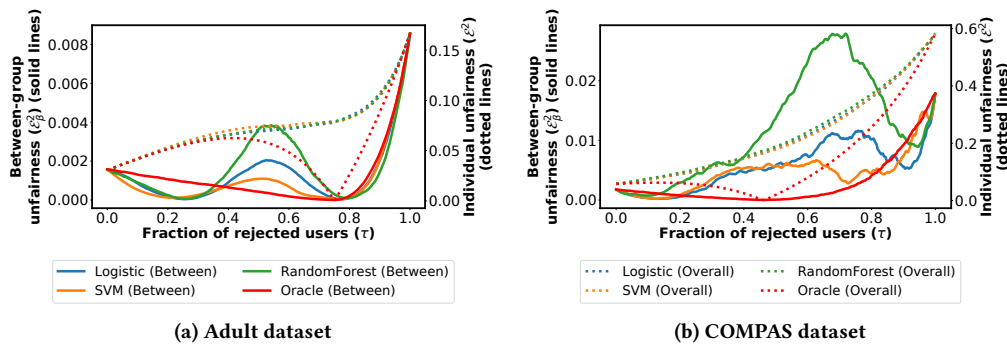 Between-group
unfairness (ℰ²ᵦ) (solid lines)
0.008
0.006
0.004
0.002
0.000
0.0 0.2 0.4 0.6 0.8 1.0
Fraction of rejected users (τ)
0.15
0.10
0.05
0.00
Individual unfairness (ℰ²)
(dotted lines)
Between-group
unfairness (ℰ²ᵦ) (solid lines)
0.02
0.01
0.00
0.0 0.2 0.4 0.6 0.8 1.0
Fraction of rejected users (τ)
0.6
0.4
0.2
0.0
Individual unfairness (ℰ²)
(dotted lines)
Logistic (Between) RandomForest (Between)
SVM (Between) Oracle (Between)
Logistic (Overall) RandomForest (Overall)
SVM (Overall) Oracle (Overall)
(a) Adult dataset
(b) COMPAS dataset